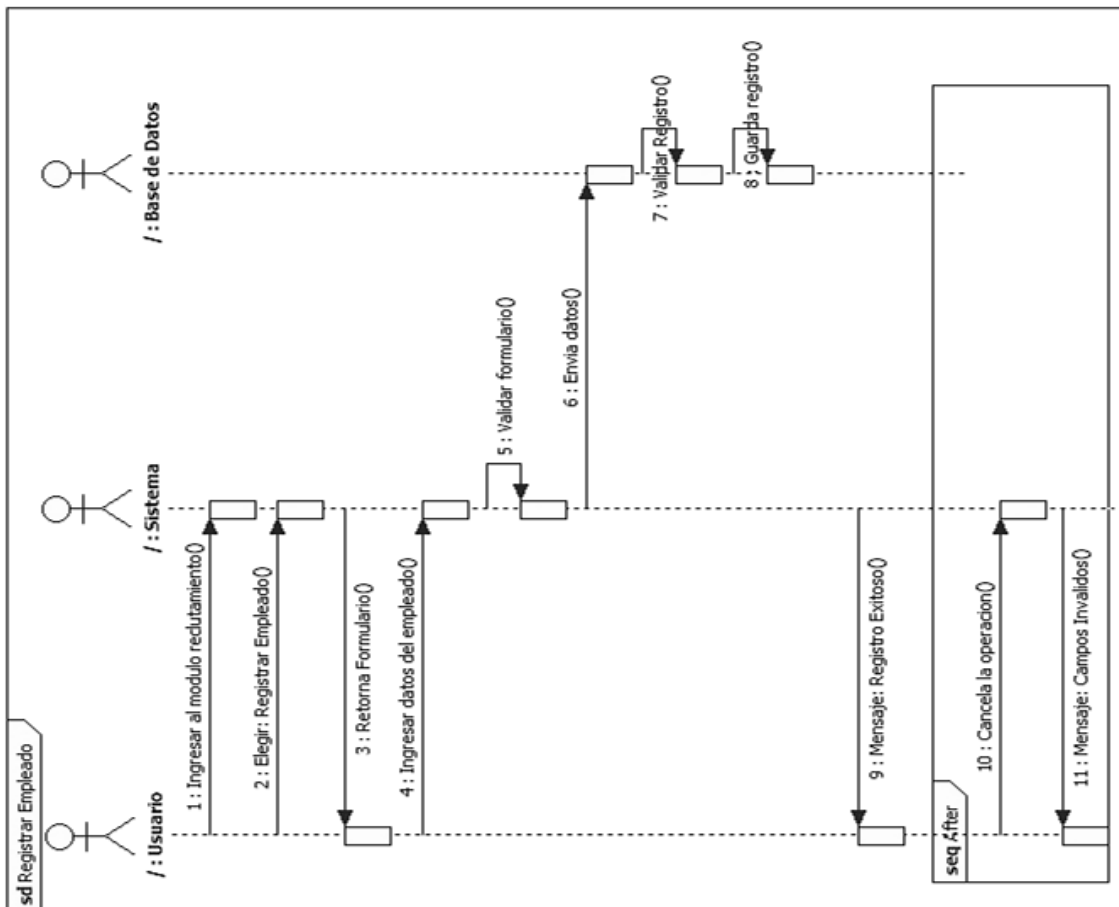 sd Registrar Empleado
/ : Usuario
/ : Sistema
/ : Base de Datos
1 : Ingresar al modulo reclutamiento()
2 : Elegir: Registrar Empleado()
3 : Retorna Formulario()
4 : Ingresar datos del empleado()
5 : Validar formulario()
6 : Envia datos()
7 : Validar Registro()
8 : Guarda registro()
9 : Mensaje: Registro Exitoso()
seq After
10 : Cancela la operacion()
11 : Mensaje: Campos Invalidos()